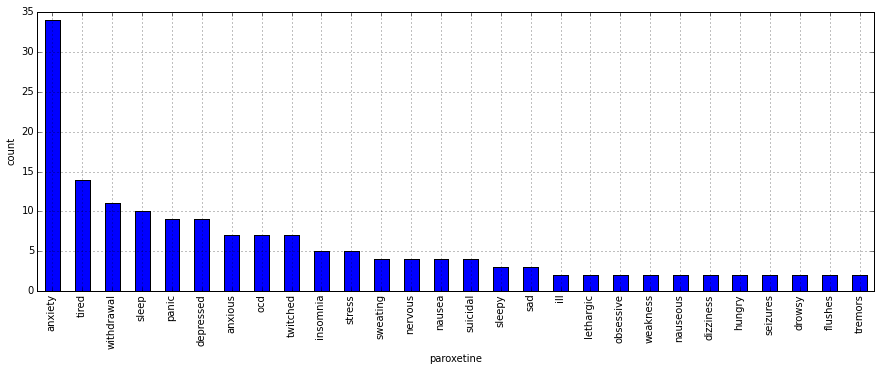 35
30
25
20
15
10
5
0
count
anxiety
tired
withdrawal
sleep
panic
depressed
anxious
ocd
twitched
insomnia
stress
sweating
nervous
nausea
suicidal
sleepy
sad
ill
lethargic
obsessive
weakness
nauseous
dizziness
hungry
seizures
drowsy
flushes
tremors
paroxetine